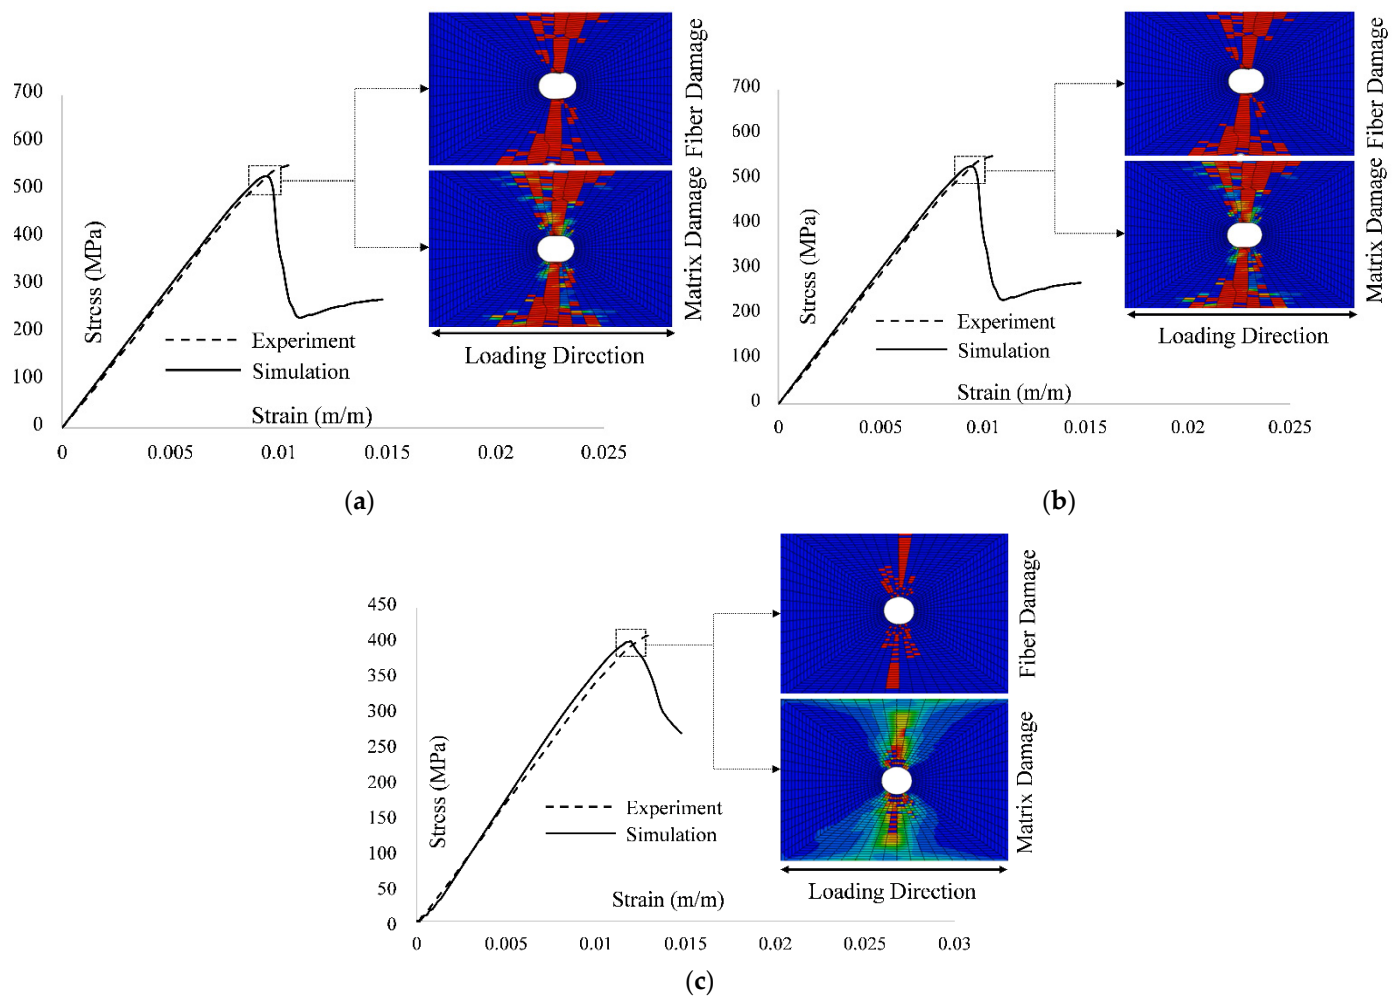 700
600
500
400
300
200
100
0
Stress (MPa)
Experiment
Simulation
Strain (m/m)
0 0.005 0.01 0.015 0.02 0.025
Fiber Damage
Matrix Damage
Loading Direction
(a)
700
600
500
400
300
200
100
0
Stress (MPa)
Experiment
Simulation
Strain (m/m)
0 0.005 0.01 0.015 0.02 0.025
Fiber Damage
Matrix Damage
Loading Direction
(b)
450
400
350
300
250
200
150
100
50
0
Stress (MPa)
Experiment
Simulation
Strain (m/m)
0 0.005 0.01 0.015 0.02 0.025 0.03
Fiber Damage
Matrix Damage
Loading Direction
(c)